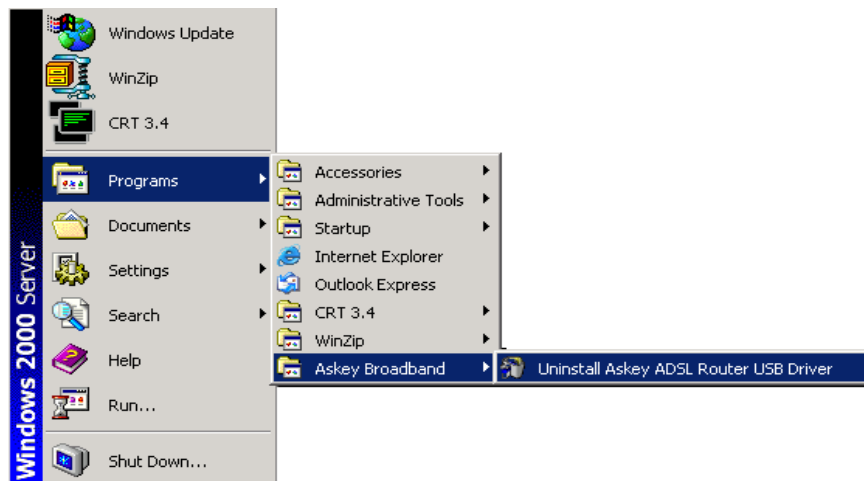 Windows 2000 Server
Windows Update
WinZip
CRT 3.4
Programs
Documents
Settings
Search
Help
Run...
Shut Down...
Accessories
Administrative Tools
Startup
Internet Explorer
Outlook Express
CRT 3.4
WinZip
Askey Broadband
Uninstall Askey ADSL Router USB Driver